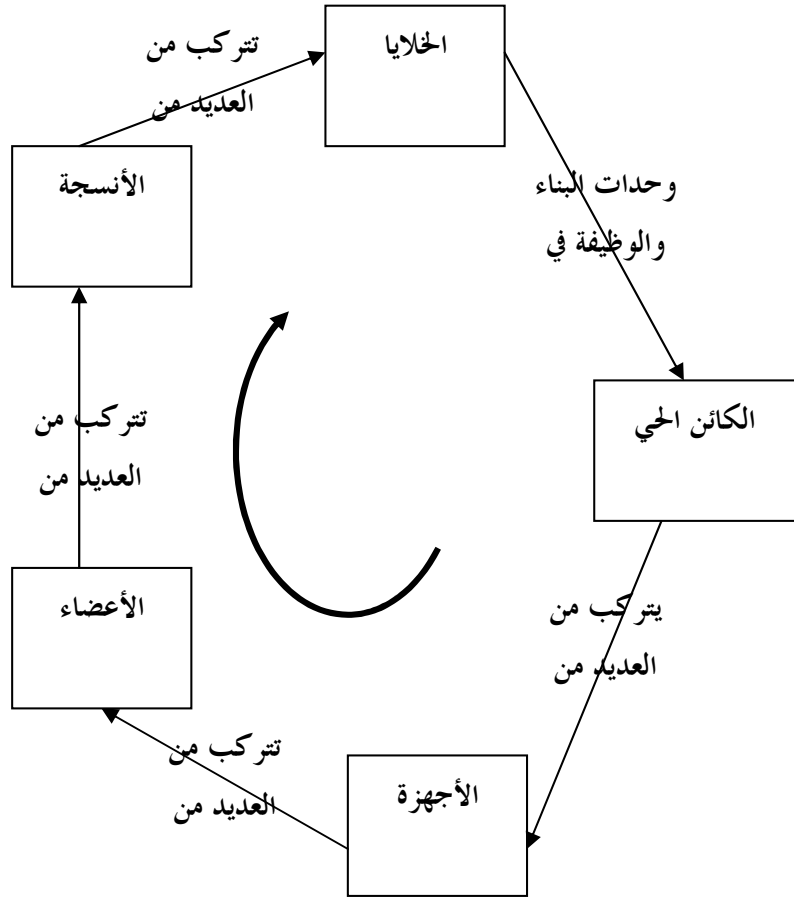 الخلايا
وحدات البناء
والوظيفة في
الكائن الحي
يتركب من
العديد من
الأجهزة
تتركب من
العديد من
الأعضاء
تتركب من
العديد من
الأنسجة
تتركب من
العديد من